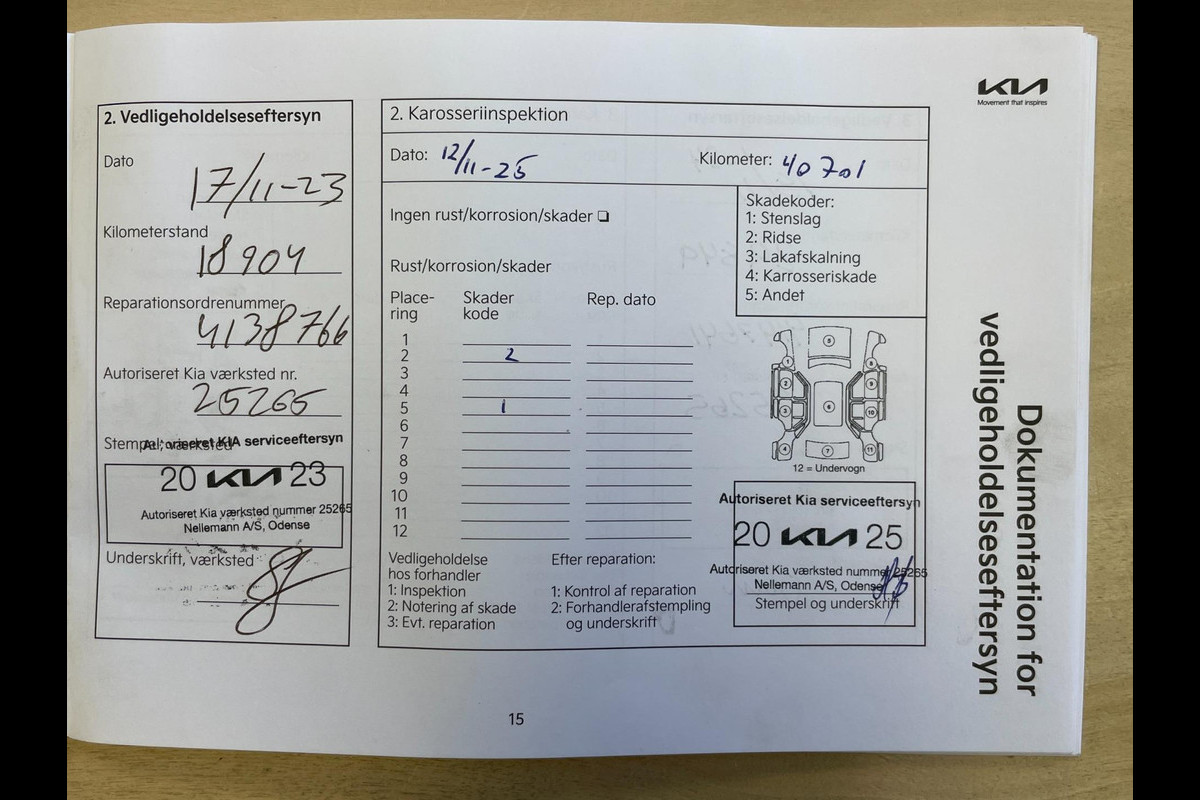 KIA
Movement that inspires
Dokumentation for
vedligeholdelseseftersyn
2. Vedligeholdelseseftersyn
Dato
17/11-23
Kilometerstand
18904
Reparationsordrenummer
4138766
Autoriseret Kia værksted nr.
25265
Stempel, værksted
Autoriseret KIA serviceeftersyn
20 KIA 23
Autoriseret Kia værksted nummer 25265
Nellemann A/S, Odense
Underskrift, værksted
2. Karosseriinspektion
Dato: 12/11-25 Kilometer: 40701
Ingen rust/korrosion/skader ❏
Rust/korrosion/skader
Skadekoder:
1: Stenslag
2: Ridse
3: Lakafskalning
4: Karrosseriskade
5: Andet
Place-
ring
Skader
kode
Rep. dato
1
2 2
3
4
5 1
6
7
8
9
10
11
12
12 = Undervogn
Vedligeholdelse
hos forhandler
1: Inspektion
2: Notering af skade
3: Evt. reparation
Efter reparation:
1: Kontrol af reparation
2: Forhandlerafstempling
og underskrift
Autoriseret Kia serviceeftersyn
20 KIA 25
Autoriseret Kia værksted nummer 25265
Nellemann A/S, Odense
Stempel og underskrift
15